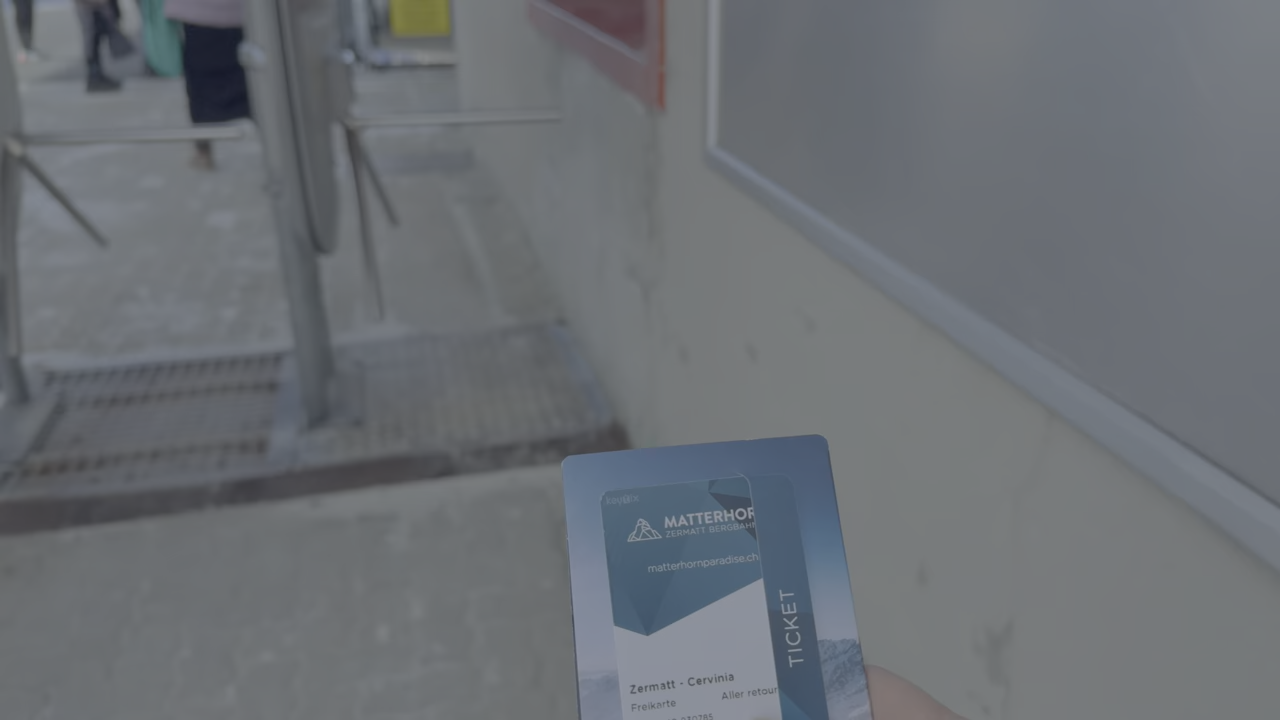 MATTERHOR
ZERMATT BERGBAHN
matterhornparadise.ch
TICKET
Zermatt - Cervinia
Freikarte Aller retour